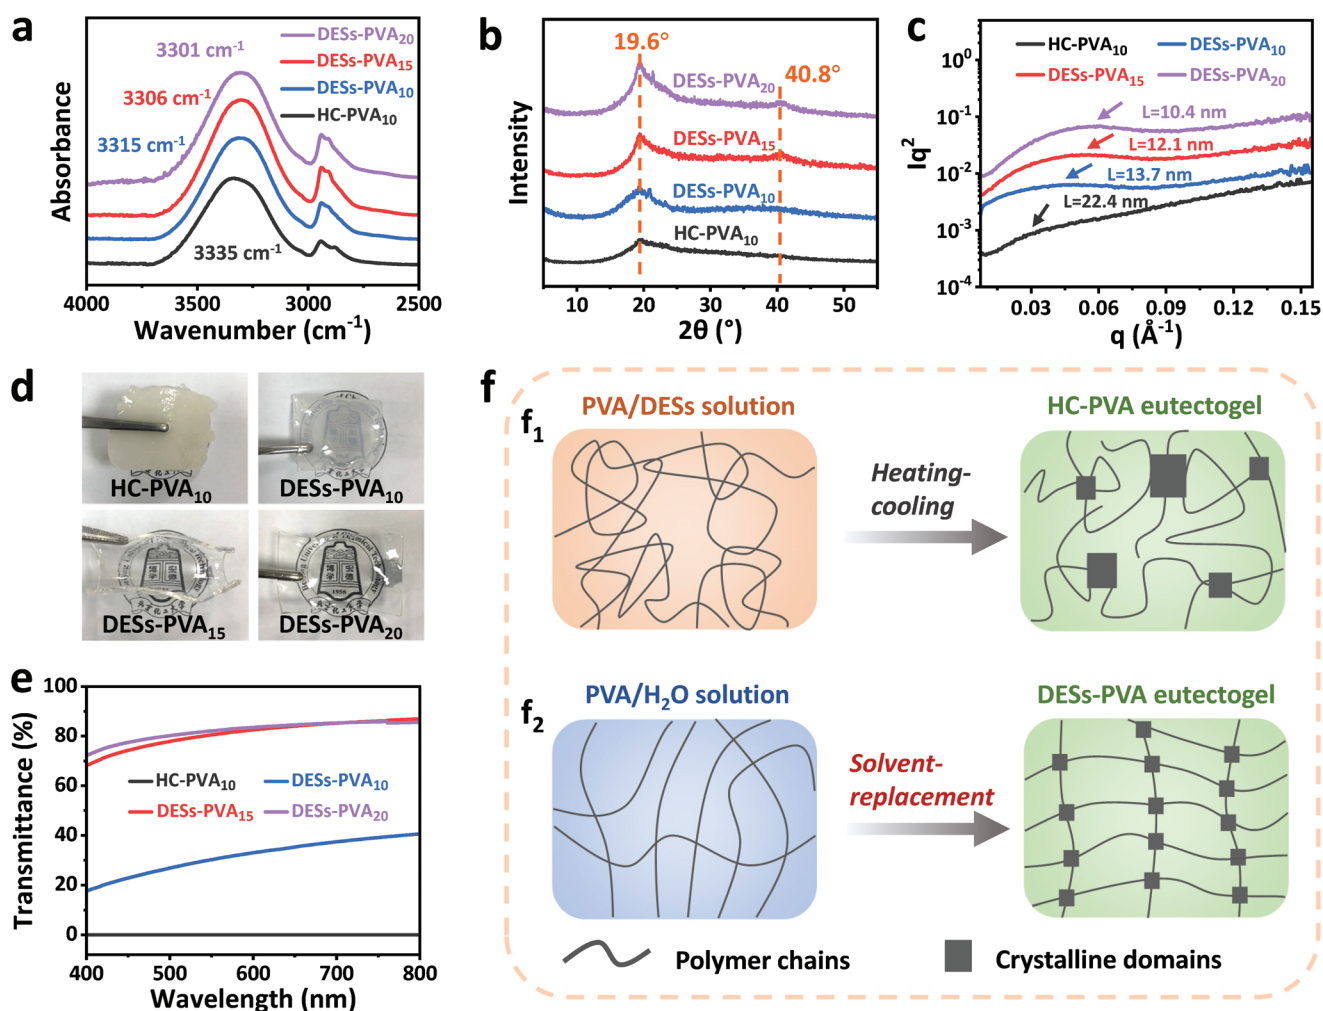 a
DESs-PVA20
DESs-PVA15
DESs-PVA10
HC-PVA10
3301 cm-1
3306 cm-1
3315 cm-1
3335 cm-1
Absorbance
4000 3500 3000 2500
Wavenumber (cm-1)
b
19.6°
40.8°
DESs-PVA20
DESs-PVA15
DESs-PVA10
HC-PVA10
Intensity
10 20 30 40 50
2θ (°)
c
HC-PVA10 DESs-PVA10
DESs-PVA15 DESs-PVA20
L=10.4 nm
L=12.1 nm
L=13.7 nm
L=22.4 nm
Iq2
100
10-1
10-2
10-3
10-4
0.03 0.06 0.09 0.12 0.15
q (Å-1)
d
HC-PVA10
DESs-PVA10
DESs-PVA15
DESs-PVA20
1958
e
100
80
60
40
20
0
HC-PVA10 DESs-PVA10
DESs-PVA15 DESs-PVA20
Transmittance (%)
400 500 600 700 800
Wavelength (nm)
f
f1
PVA/DESs solution
Heating-
cooling
HC-PVA eutectogel
f2
PVA/H2O solution
Solvent-
replacement
DESs-PVA eutectogel
Polymer chains
Crystalline domains